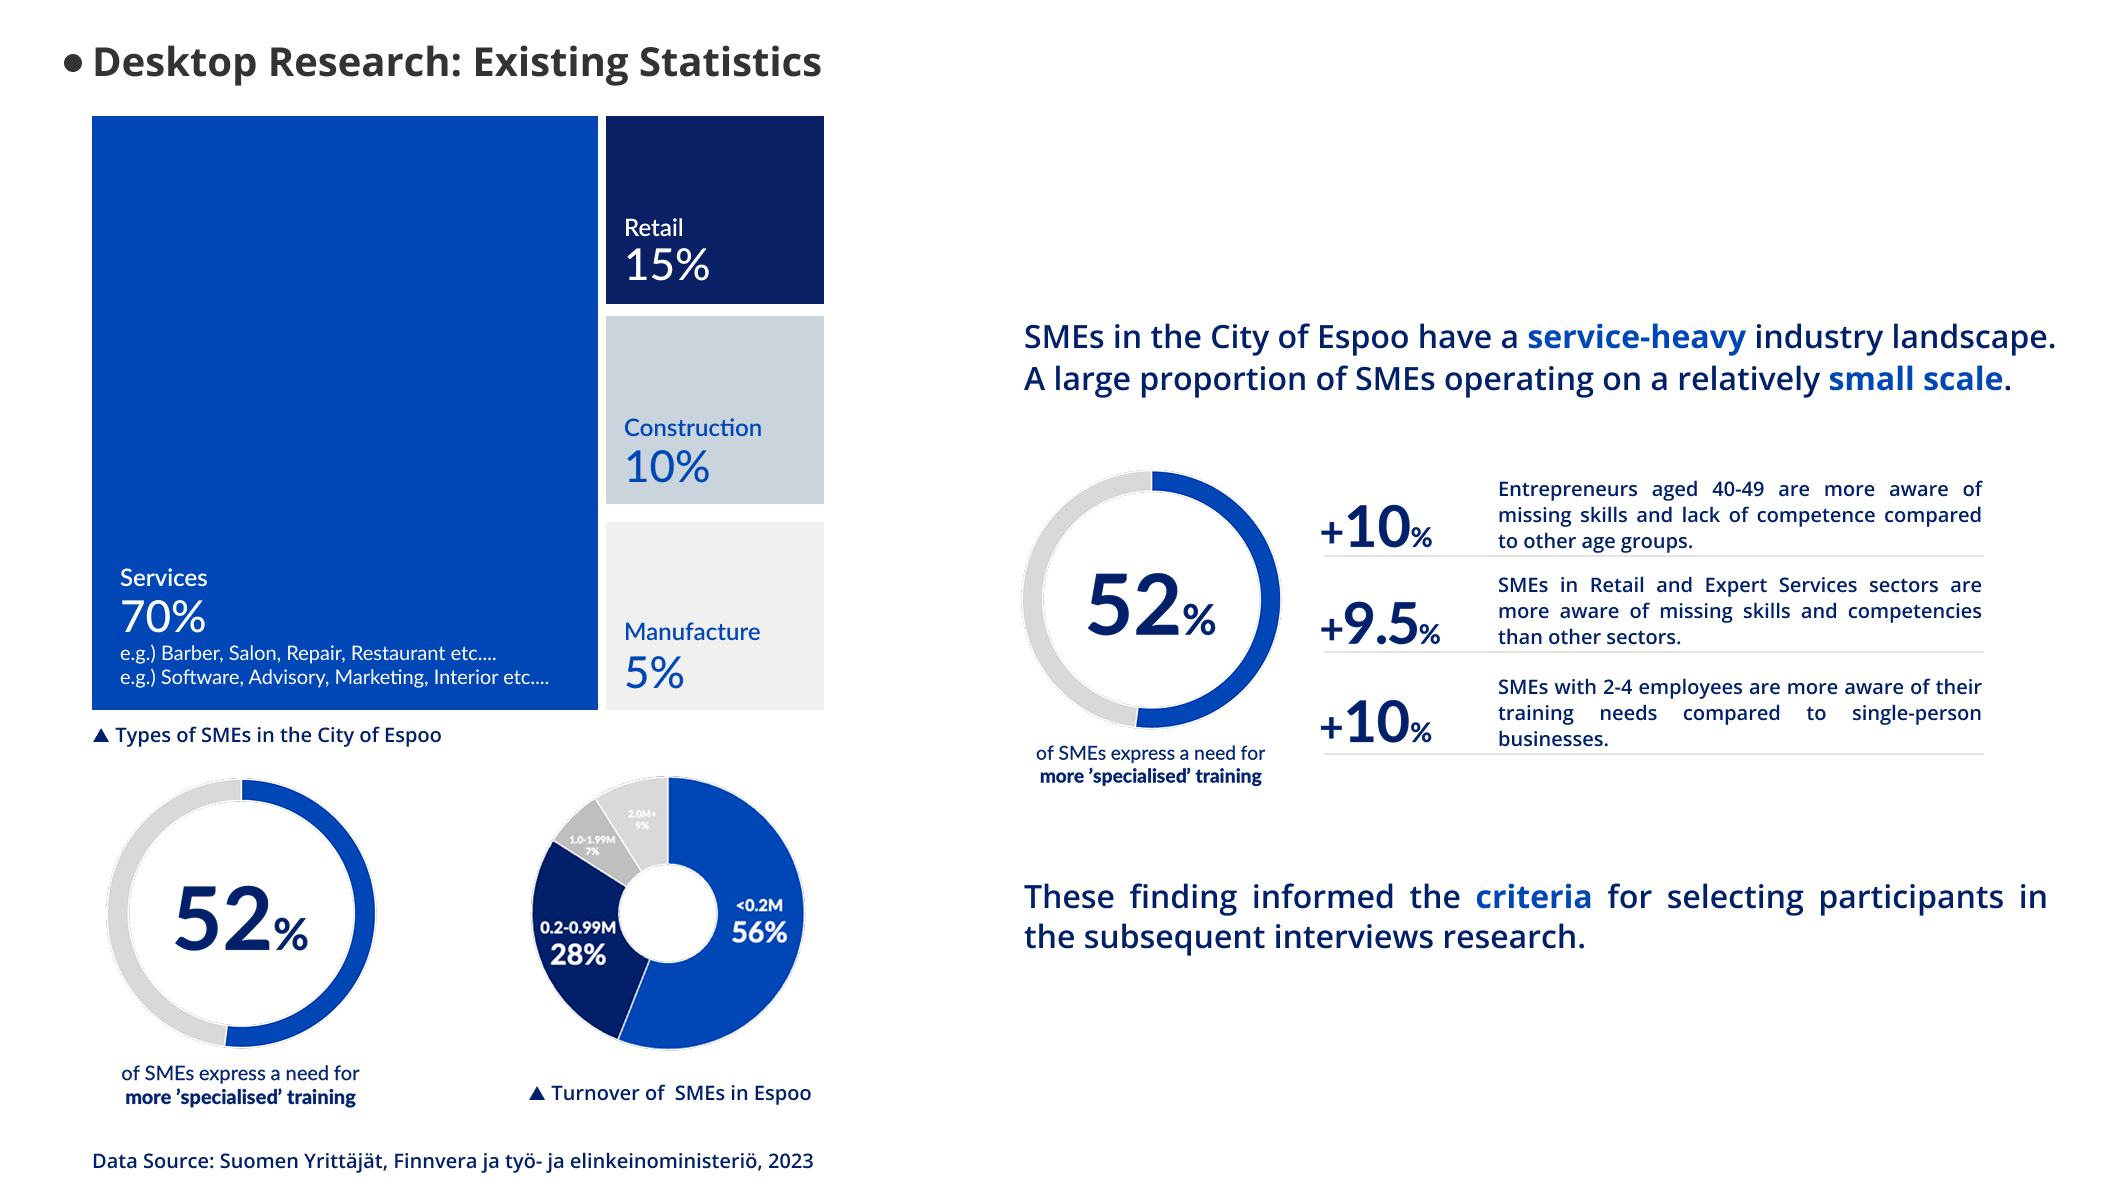 • Desktop Research: Existing Statistics
Retail
15%
Construction
10%
Services
70%
e.g.) Barber, Salon, Repair, Restaurant etc....
e.g.) Software, Advisory, Marketing, Interior etc....
Manufacture
5%
▲ Types of SMEs in the City of Espoo
52%
of SMEs express a need for
more ’specialised’ training
2.0M+
9%
1.0-1.99M
7%
<0.2M
56%
0.2-0.99M
28%
▲ Turnover of SMEs in Espoo
Data Source: Suomen Yrittäjät, Finnvera ja työ- ja elinkeinoministeriö, 2023
SMEs in the City of Espoo have a service-heavy industry landscape.
A large proportion of SMEs operating on a relatively small scale.
52%
of SMEs express a need for
more ’specialised’ training
+10%
Entrepreneurs aged 40-49 are more aware of
missing skills and lack of competence compared
to other age groups.
+9.5%
SMEs in Retail and Expert Services sectors are
more aware of missing skills and competencies
than other sectors.
+10%
SMEs with 2-4 employees are more aware of their
training needs compared to single-person
businesses.
These finding informed the criteria for selecting participants in
the subsequent interviews research.